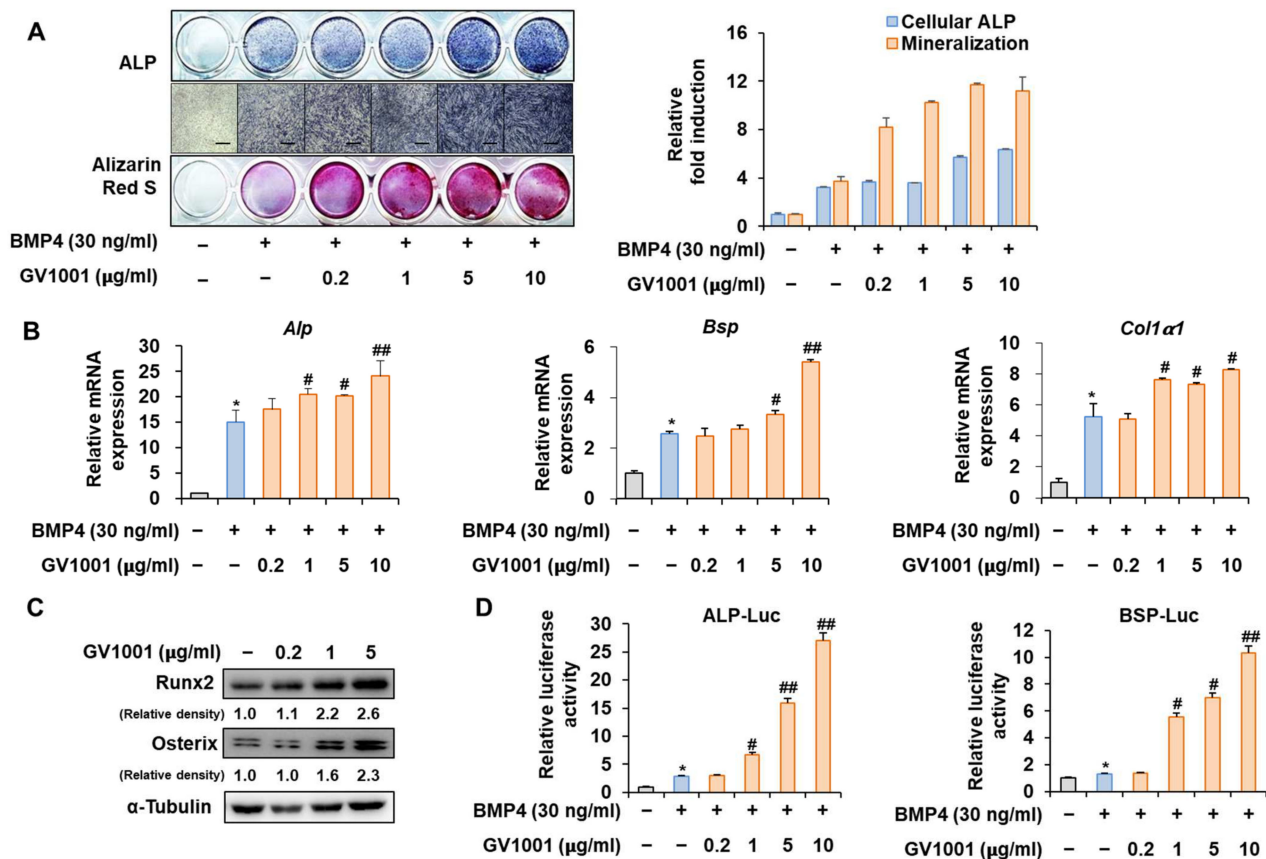 A
ALP
Alizarin
Red S
BMP4 (30 ng/ml) – + + + + +
GV1001 (μg/ml) – – 0.2 1 5 10
Cellular ALP
Mineralization
Relative
fold induction
16
12
8
4
0
BMP4 (30 ng/ml) – + + + + +
GV1001 (μg/ml) – – 0.2 1 5 10
B
Alp
Relative mRNA
expression
30
25
20
15
10
5
0
* # # ##
BMP4 (30 ng/ml) – + + + + +
GV1001 (μg/ml) – – 0.2 1 5 10
Bsp
Relative mRNA
expression
6
4
2
0
* # ##
BMP4 (30 ng/ml) – + + + + +
GV1001 (μg/ml) – – 0.2 1 5 10
Col1α1
Relative mRNA
expression
10
8
6
4
2
0
* # # #
BMP4 (30 ng/ml) – + + + + +
GV1001 (μg/ml) – – 0.2 1 5 10
C
GV1001 (μg/ml) – 0.2 1 5
Runx2
(Relative density) 1.0 1.1 2.2 2.6
Osterix
(Relative density) 1.0 1.0 1.6 2.3
α-Tubulin
D
ALP-Luc
Relative luciferase
activity
30
25
20
15
10
5
0
* # ## ##
BMP4 (30 ng/ml) – + + + + +
GV1001 (μg/ml) – – 0.2 1 5 10
BSP-Luc
Relative luciferase
activity
12
10
8
6
4
2
0
* # # ##
BMP4 (30 ng/ml) – + + + + +
GV1001 (μg/ml) – – 0.2 1 5 10